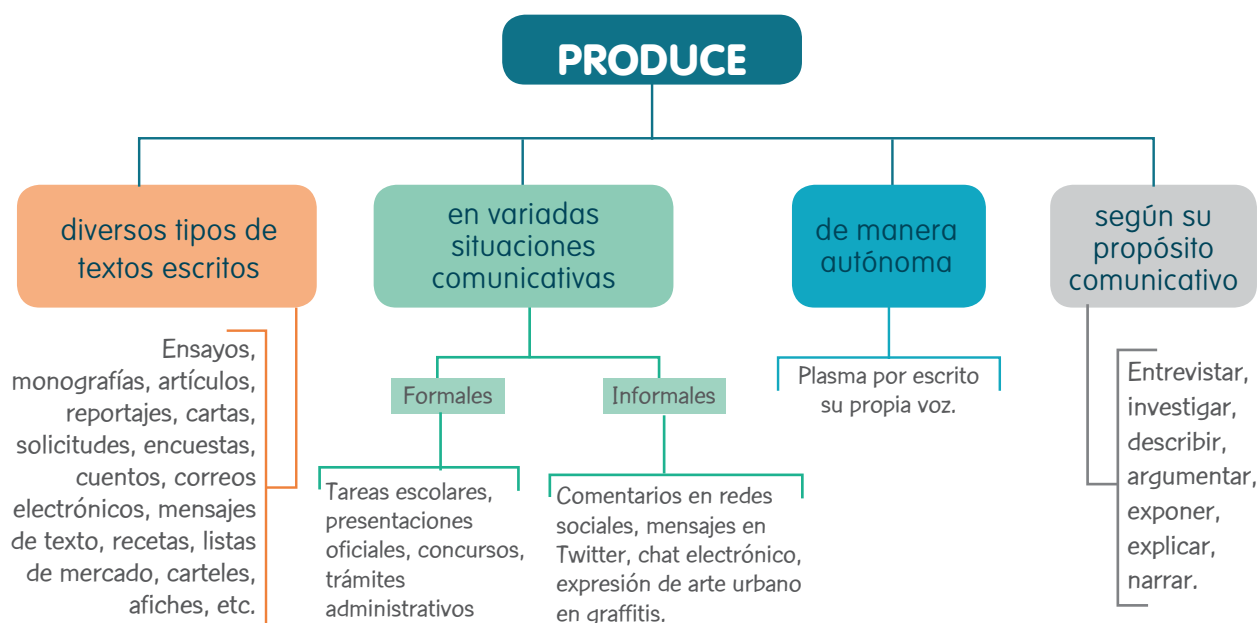 PRODUCE
diversos tipos de
textos escritos
en variadas
situaciones
comunicativas
de manera
autónoma
según su
propósito
comunicativo
Ensayos,
monografías, artículos,
reportajes, cartas,
solicitudes, encuestas,
cuentos, correos
electrónicos, mensajes
de texto, recetas, listas
de mercado, carteles,
afiches, etc.
Formales
Tareas escolares,
presentaciones
oficiales, concursos,
trámites
administrativos
Informales
Comentarios en redes
sociales, mensajes en
Twitter, chat electrónico,
expresión de arte urbano
en graffitis.
Plasma por escrito
su propia voz.
Entrevistar,
investigar,
describir,
argumentar,
exponer,
explicar,
narrar.